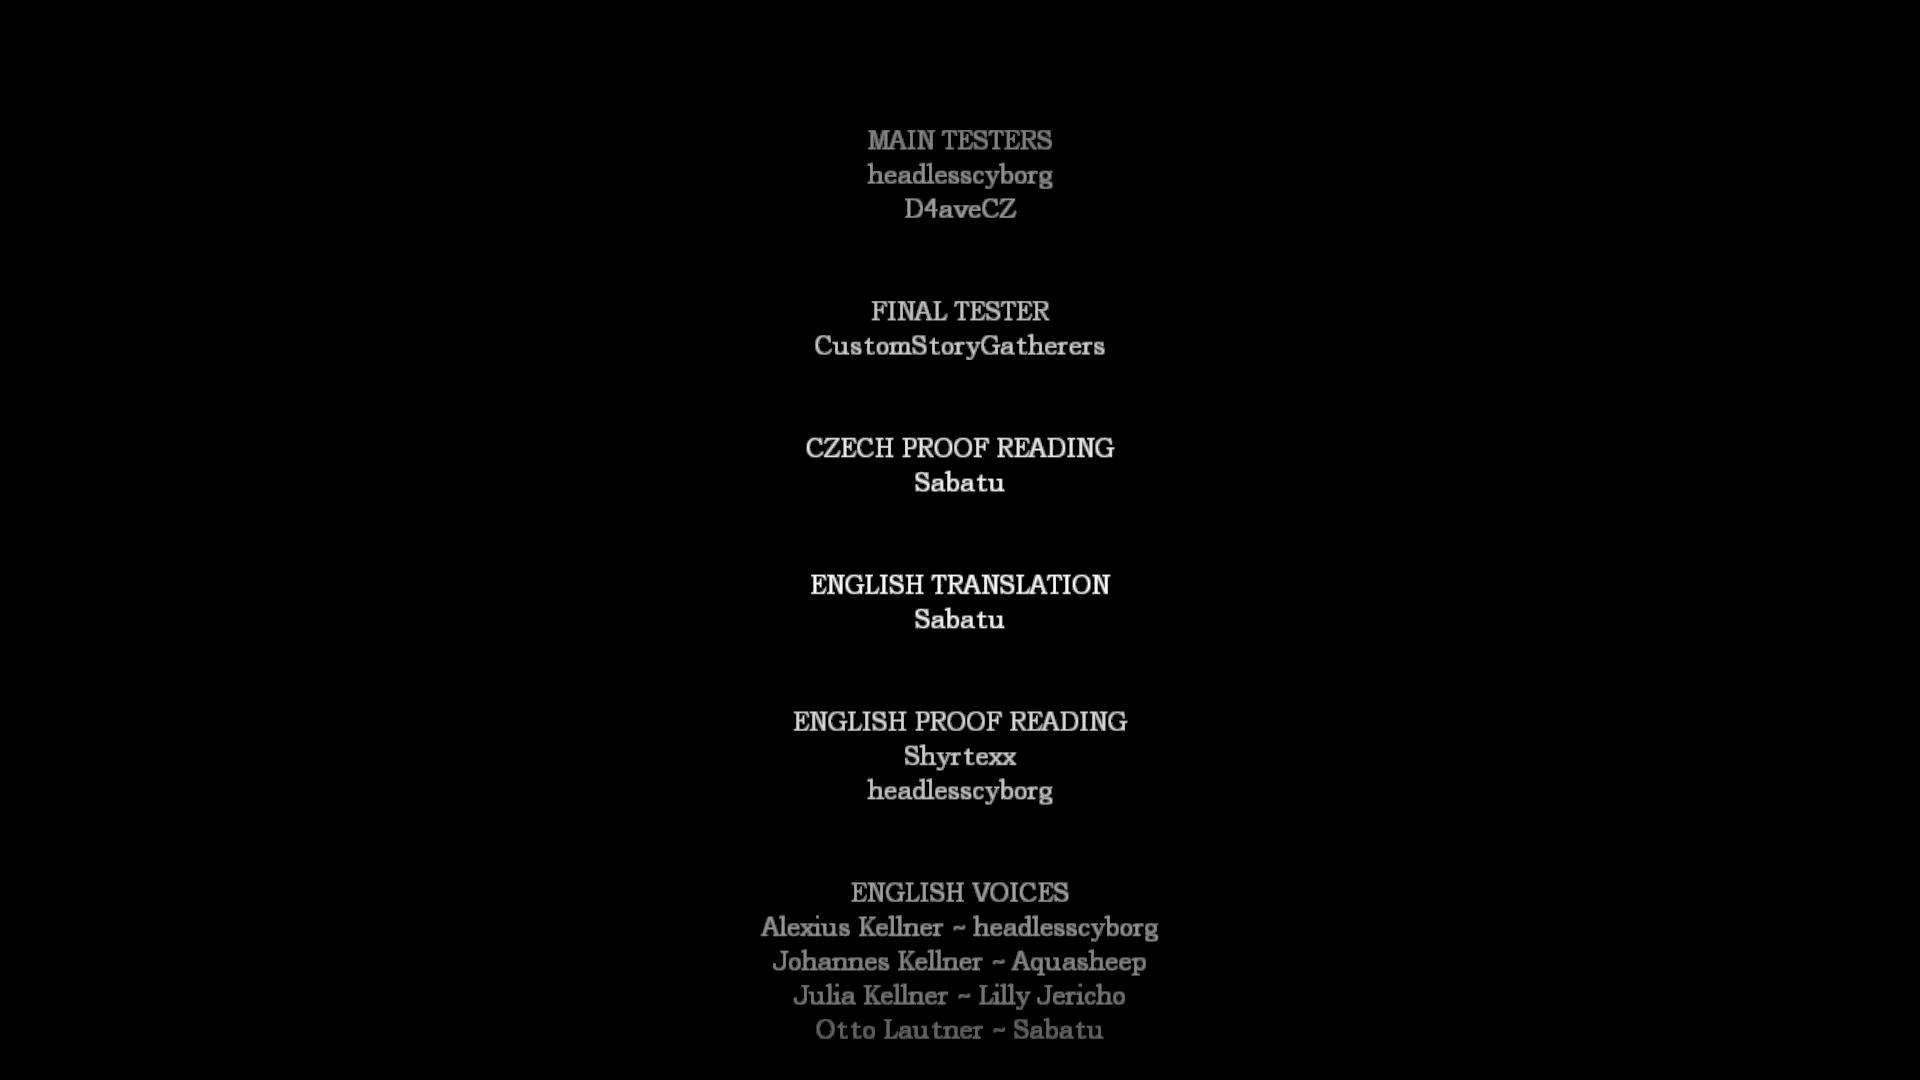 MAIN TESTERS
headlesscyborg
D4aveCZ
FINAL TESTER
CustomStoryGatherers
CZECH PROOF READING
Sabatu
ENGLISH TRANSLATION
Sabatu
ENGLISH PROOF READING
Shyrtexx
headlesscyborg
ENGLISH VOICES
Alexius Kellner ~ headlesscyborg
Johannes Kellner ~ Aquasheep
Julia Kellner ~ Lilly Jericho
Otto Lautner ~ Sabatu